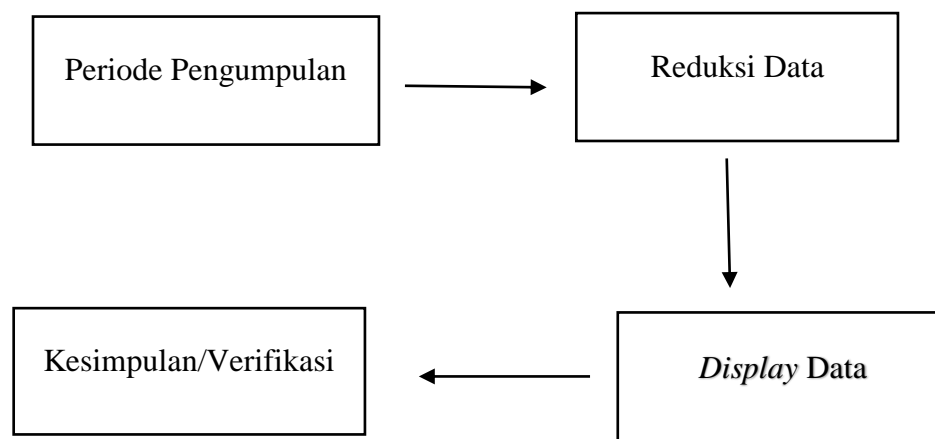 Periode Pengumpulan
Reduksi Data
Display Data
Kesimpulan/Verifikasi